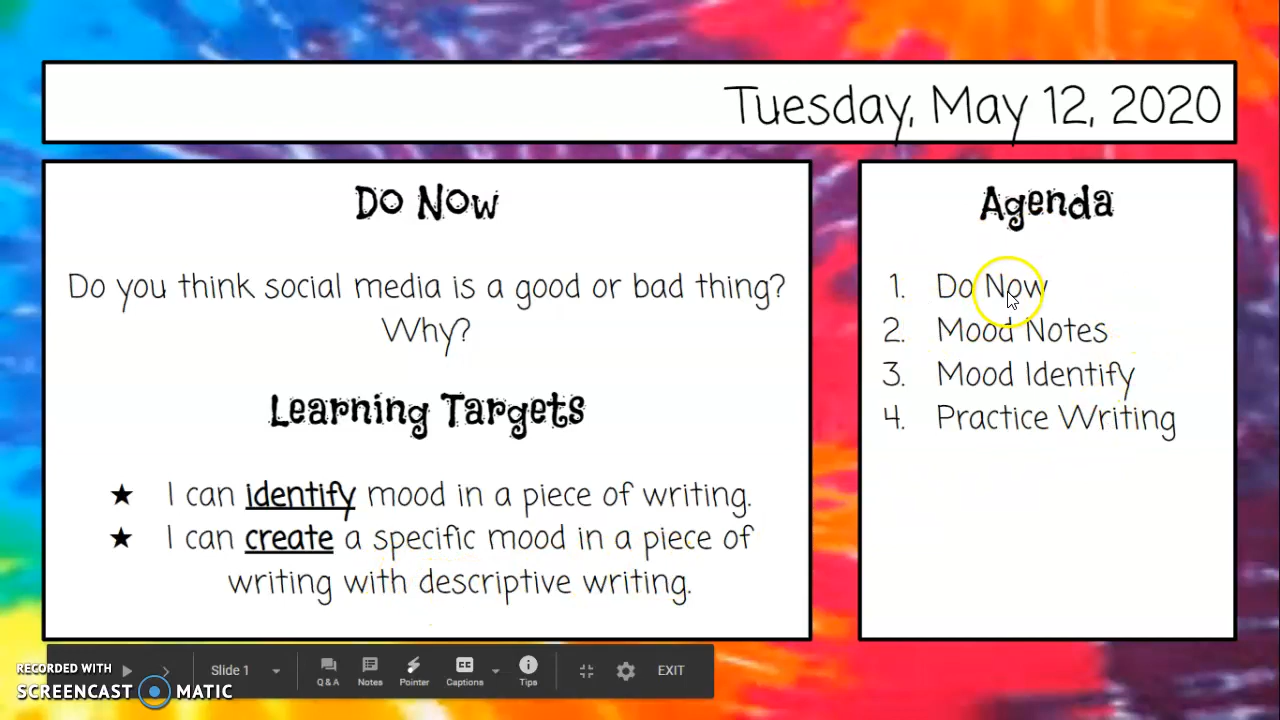 Tuesday, May 12, 2020
Do Now
Do you think social media is a good or bad thing?
Why?
Learning Targets
★ I can identify mood in a piece of writing.
★ I can create a specific mood in a piece of
writing with descriptive writing.
Agenda
1. Do Now
2. Mood Notes
3. Mood Identify
4. Practice Writing
Slide 1
Q & A
Notes
Pointer
CC
Captions
Tips
EXIT
RECORDED WITH
SCREENCAST MATIC